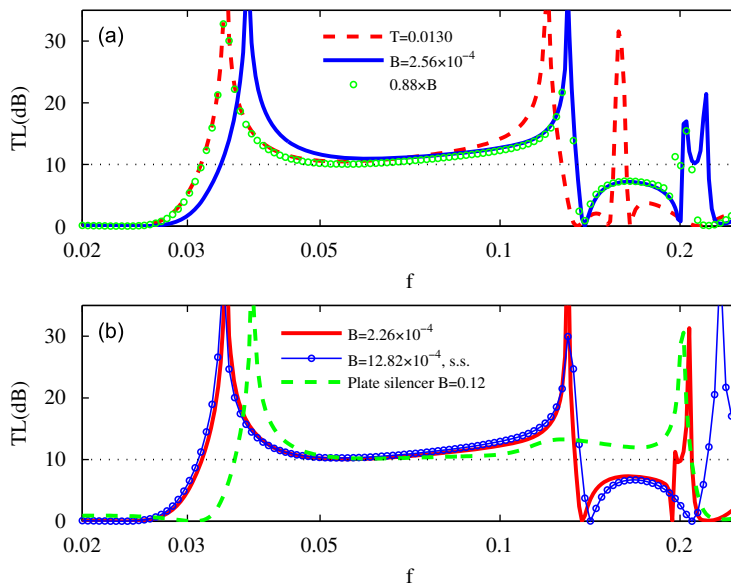 (a)
T=0.0130
B=2.56×10⁻⁴
0.88×B
TL(dB)
30
20
10
0
0.02 0.03 0.05 0.1 0.2
f
(b)
B=2.26×10⁻⁴
B=12.82×10⁻⁴, s.s.
Plate silencer B=0.12
TL(dB)
30
20
10
0
0.02 0.03 0.05 0.1 0.2
f